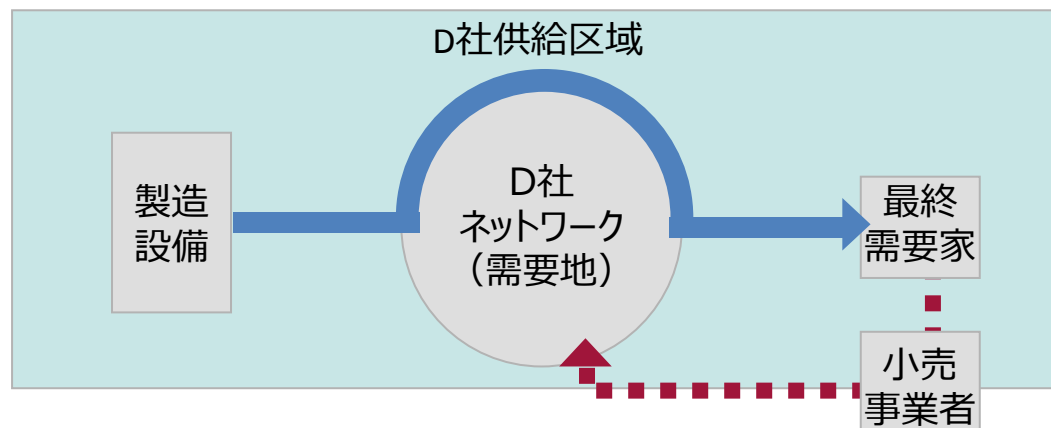 D社供給区域
製造
設備
D社
ネットワーク
（需要地）
最終
需要家
小売
事業者